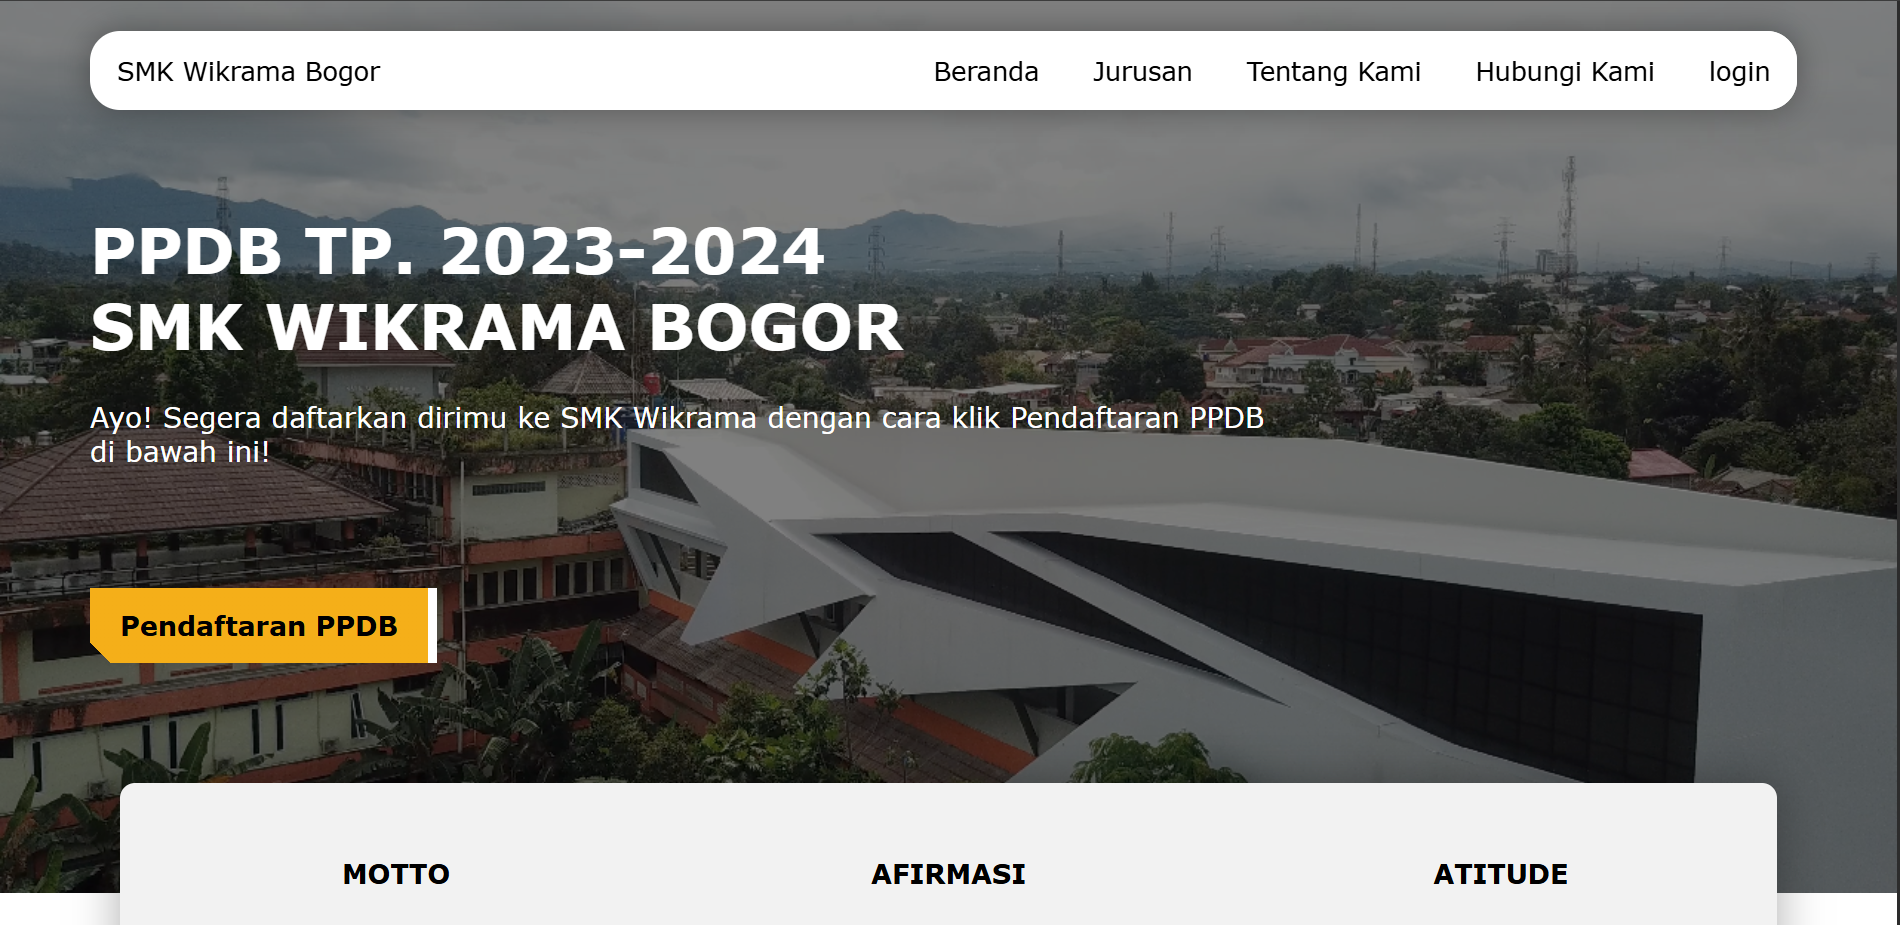 SMK Wikrama Bogor
Beranda Jurusan Tentang Kami Hubungi Kami login
PPDB TP. 2023-2024
SMK WIKRAMA BOGOR
Ayo! Segera daftarkan dirimu ke SMK Wikrama dengan cara klik Pendaftaran PPDB
di bawah ini!
Pendaftaran PPDB
MOTTO AFIRMASI ATITUDE